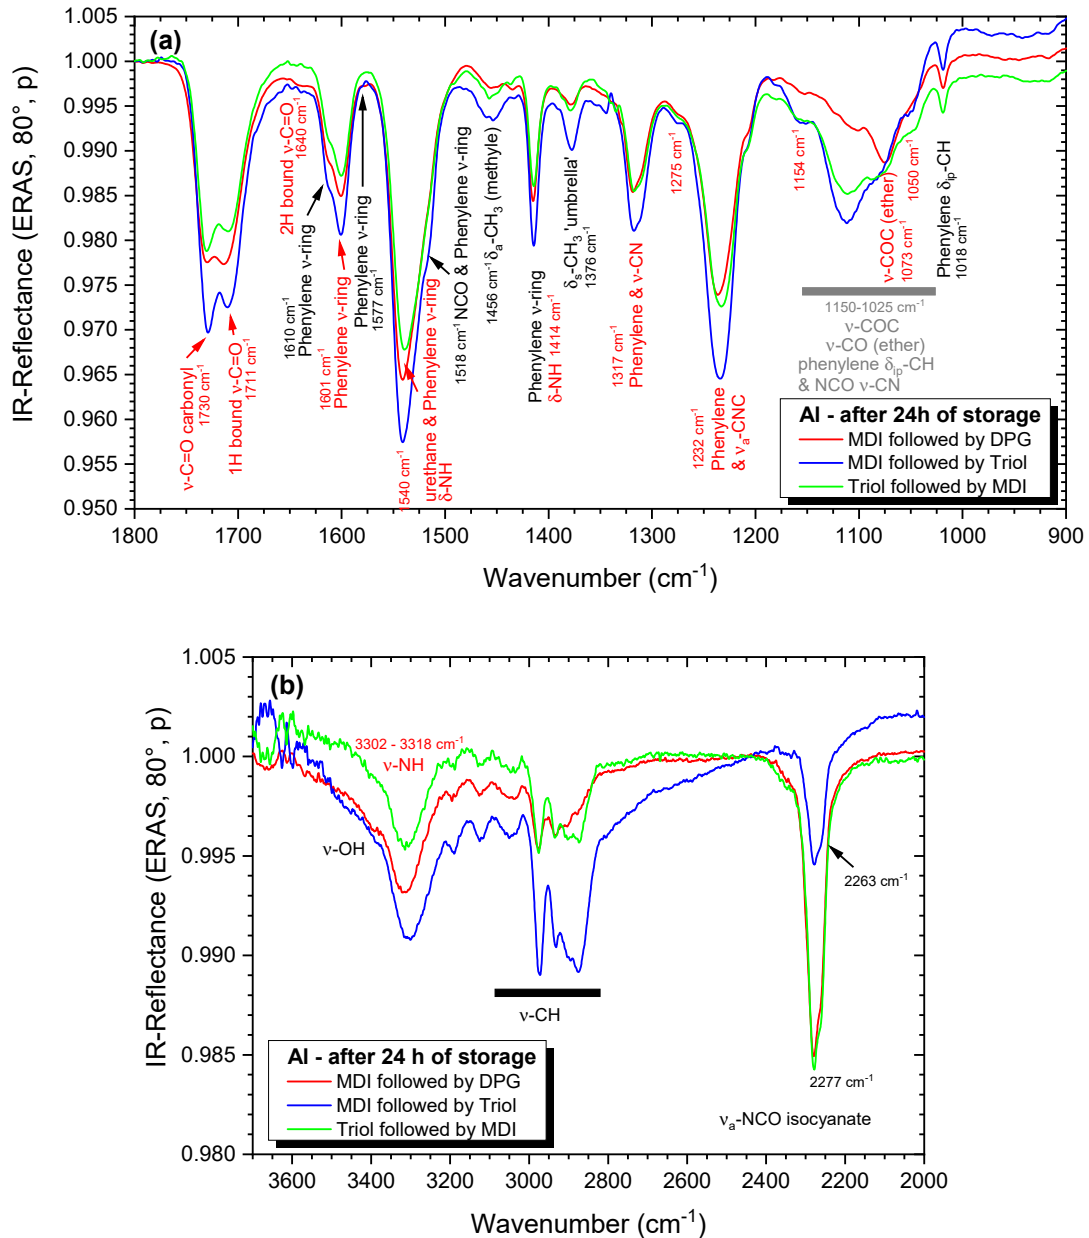 (a)
IR-Reflectance (ERAS, 80°, p)
1.005
1.000
0.995
0.990
0.985
0.980
0.975
0.970
0.965
0.960
0.955
0.950
1800
1700
1600
1500
1400
1300
1200
1100
1000
900
Wavenumber (cm⁻¹)
ν-C=O carbonyl
1730 cm⁻¹
1H bound ν-C=O
1711 cm⁻¹
2H bound ν-C=O
1640 cm⁻¹
1610 cm⁻¹
Phenylene ν-ring
1601 cm⁻¹
Phenylene ν-ring
Phenylene ν-ring
1577 cm⁻¹
1540 cm⁻¹
urethane & Phenylene ν-ring
δ-NH
1518 cm⁻¹ NCO & Phenylene ν-ring
1456 cm⁻¹ δₐ-CH₃ (methyle)
Phenylene ν-ring
δ-NH 1414 cm⁻¹
δₛ-CH₃ 'umbrella'
1376 cm⁻¹
1317 cm⁻¹
Phenylene & ν-CN
1275 cm⁻¹
1232 cm⁻¹
Phenylene
& νₐ-CNC
1154 cm⁻¹
ν-COC (ether)
1073 cm⁻¹
1050 cm⁻¹
Phenylene δᵢₚ-CH
1018 cm⁻¹
1150-1025 cm⁻¹
ν-COC
ν-CO (ether)
phenylene δᵢₚ-CH
& NCO ν-CN
Al - after 24h of storage
MDI followed by DPG
MDI followed by Triol
Triol followed by MDI
(b)
IR-Reflectance (ERAS, 80°, p)
1.005
1.000
0.995
0.990
0.985
0.980
3600
3400
3200
3000
2800
2600
2400
2200
2000
Wavenumber (cm⁻¹)
3302 - 3318 cm⁻¹
ν-NH
ν-OH
ν-CH
2263 cm⁻¹
2277 cm⁻¹
νₐ-NCO isocyanate
Al - after 24 h of storage
MDI followed by DPG
MDI followed by Triol
Triol followed by MDI